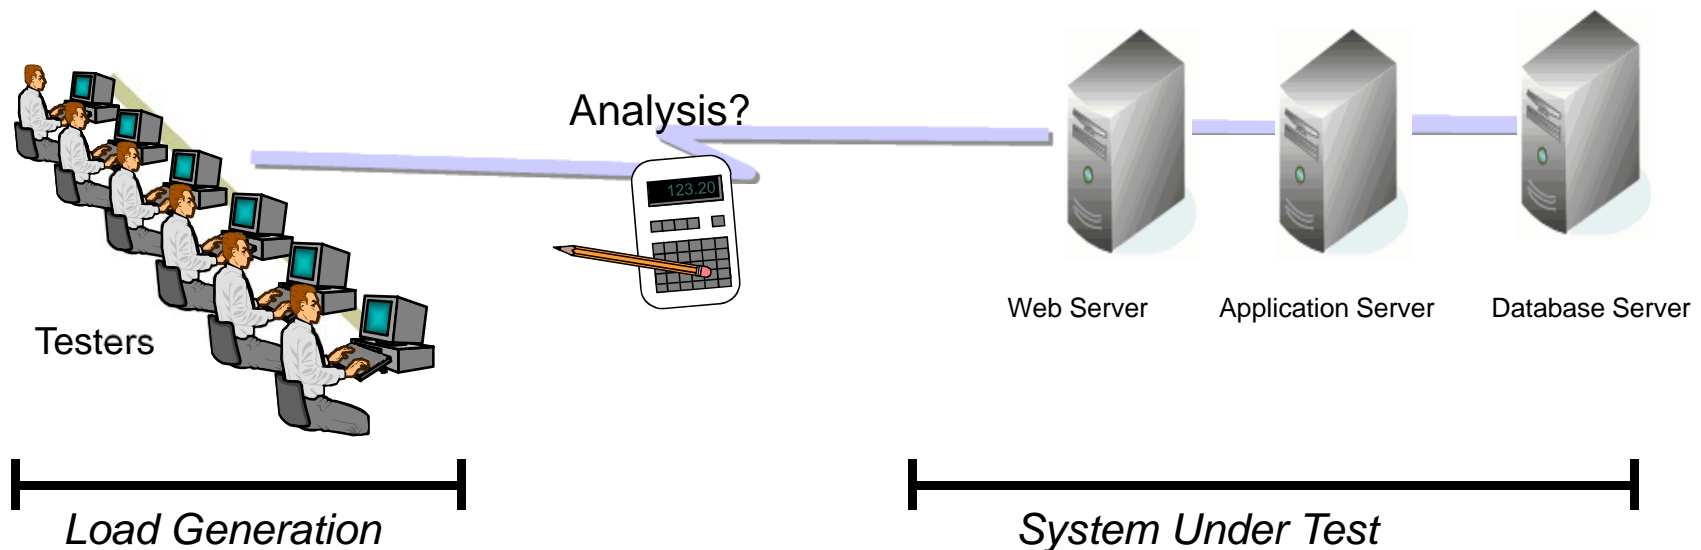 Analysis?
123.20
Testers
Web Server
Application Server
Database Server
Load Generation
System Under Test